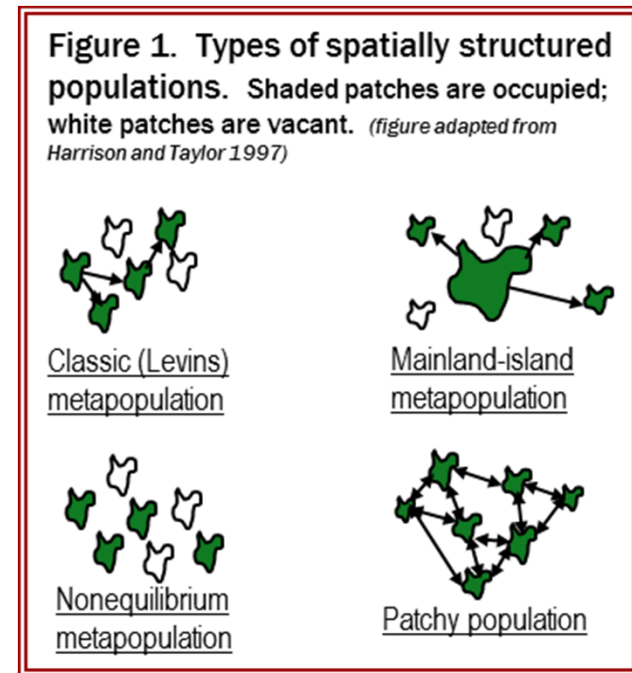 Figure 1.  Types of spatially structured
populations.  Shaded patches are occupied;
white patches are vacant.  (figure adapted from
Harrison and Taylor 1997)
Classic (Levins)
metapopulation
Mainland-island
metapopulation
Nonequilibrium
metapopulation
Patchy population